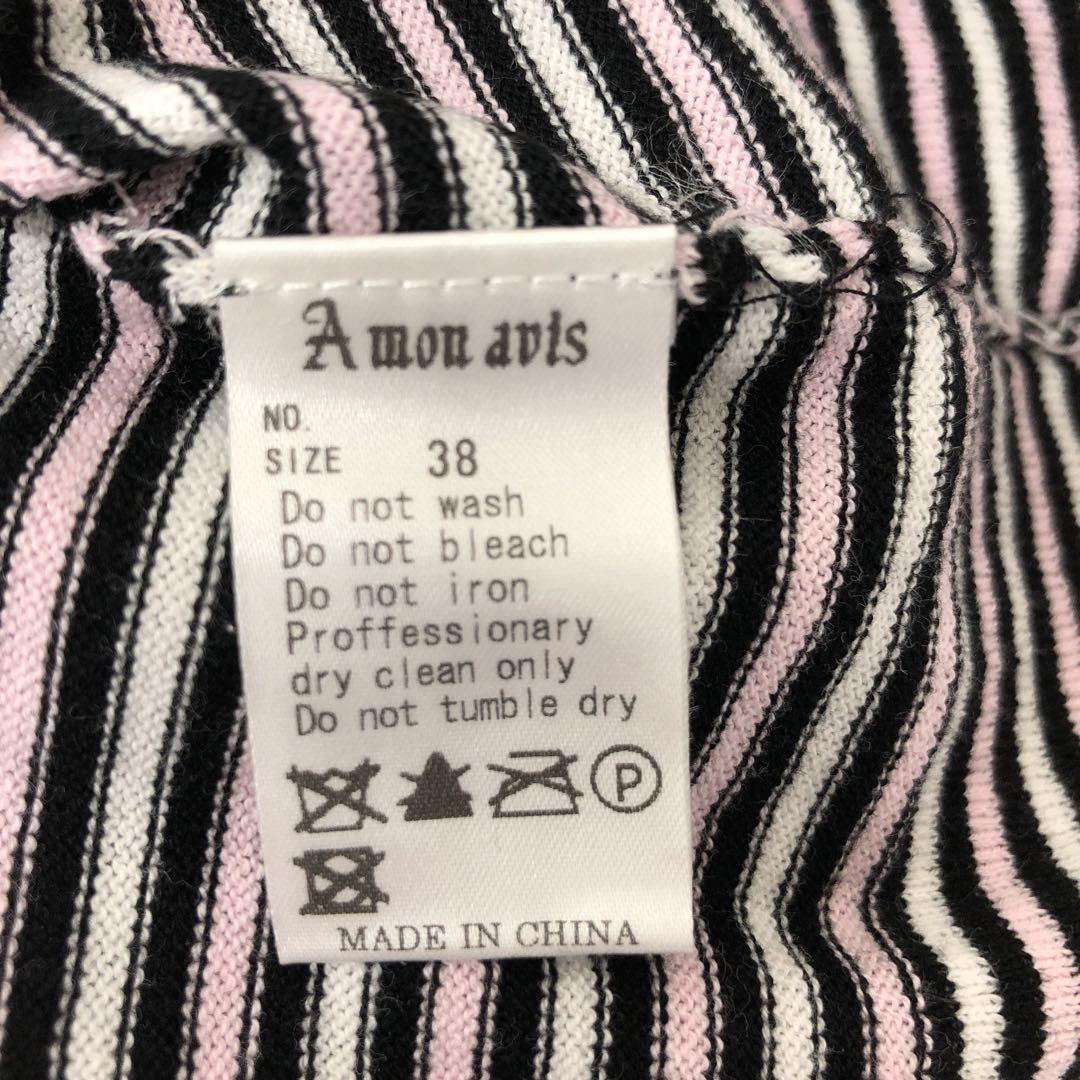 A mon avis
NO.
SIZE 38
Do not wash
Do not bleach
Do not iron
Proffessionary
dry clean only
Do not tumble dry
P
MADE IN CHINA